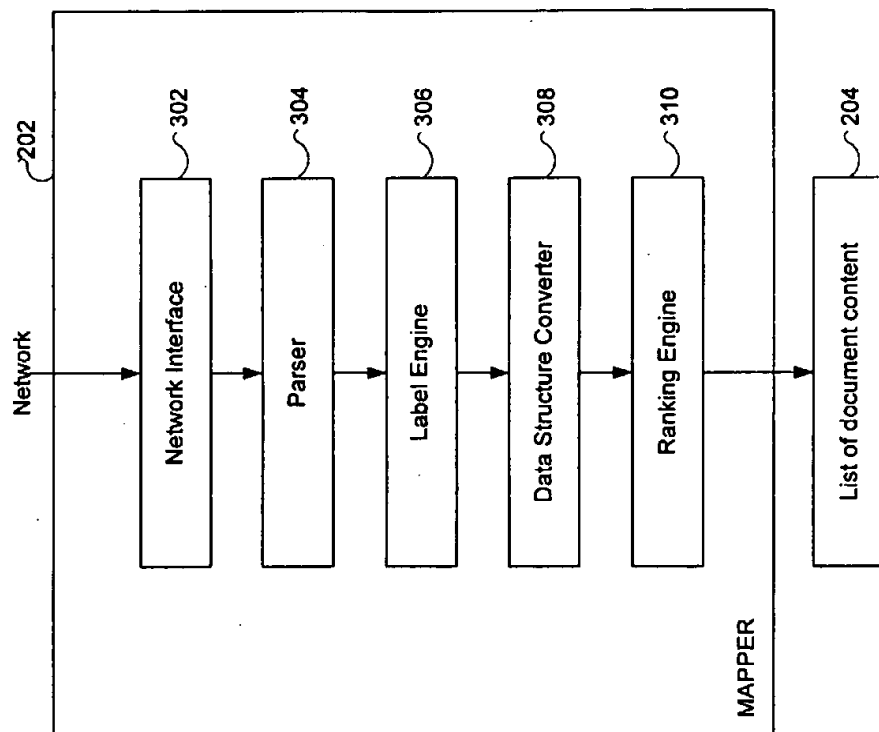 Network
202
Network Interface
302
Parser
304
Label Engine
306
Data Structure Converter
308
Ranking Engine
310
MAPPER
List of document content
204